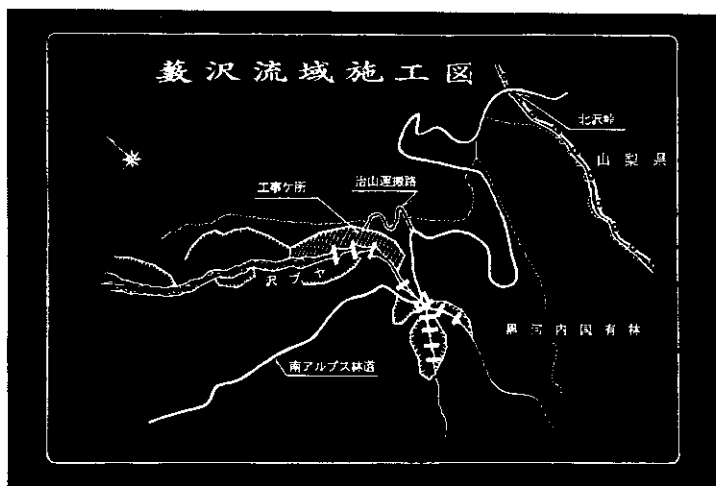 藪沢流域施工図
北沢峠
山梨県
治山運搬路
工事ケ所
沢ブヤ
黒河内国有林
南アルプス林道